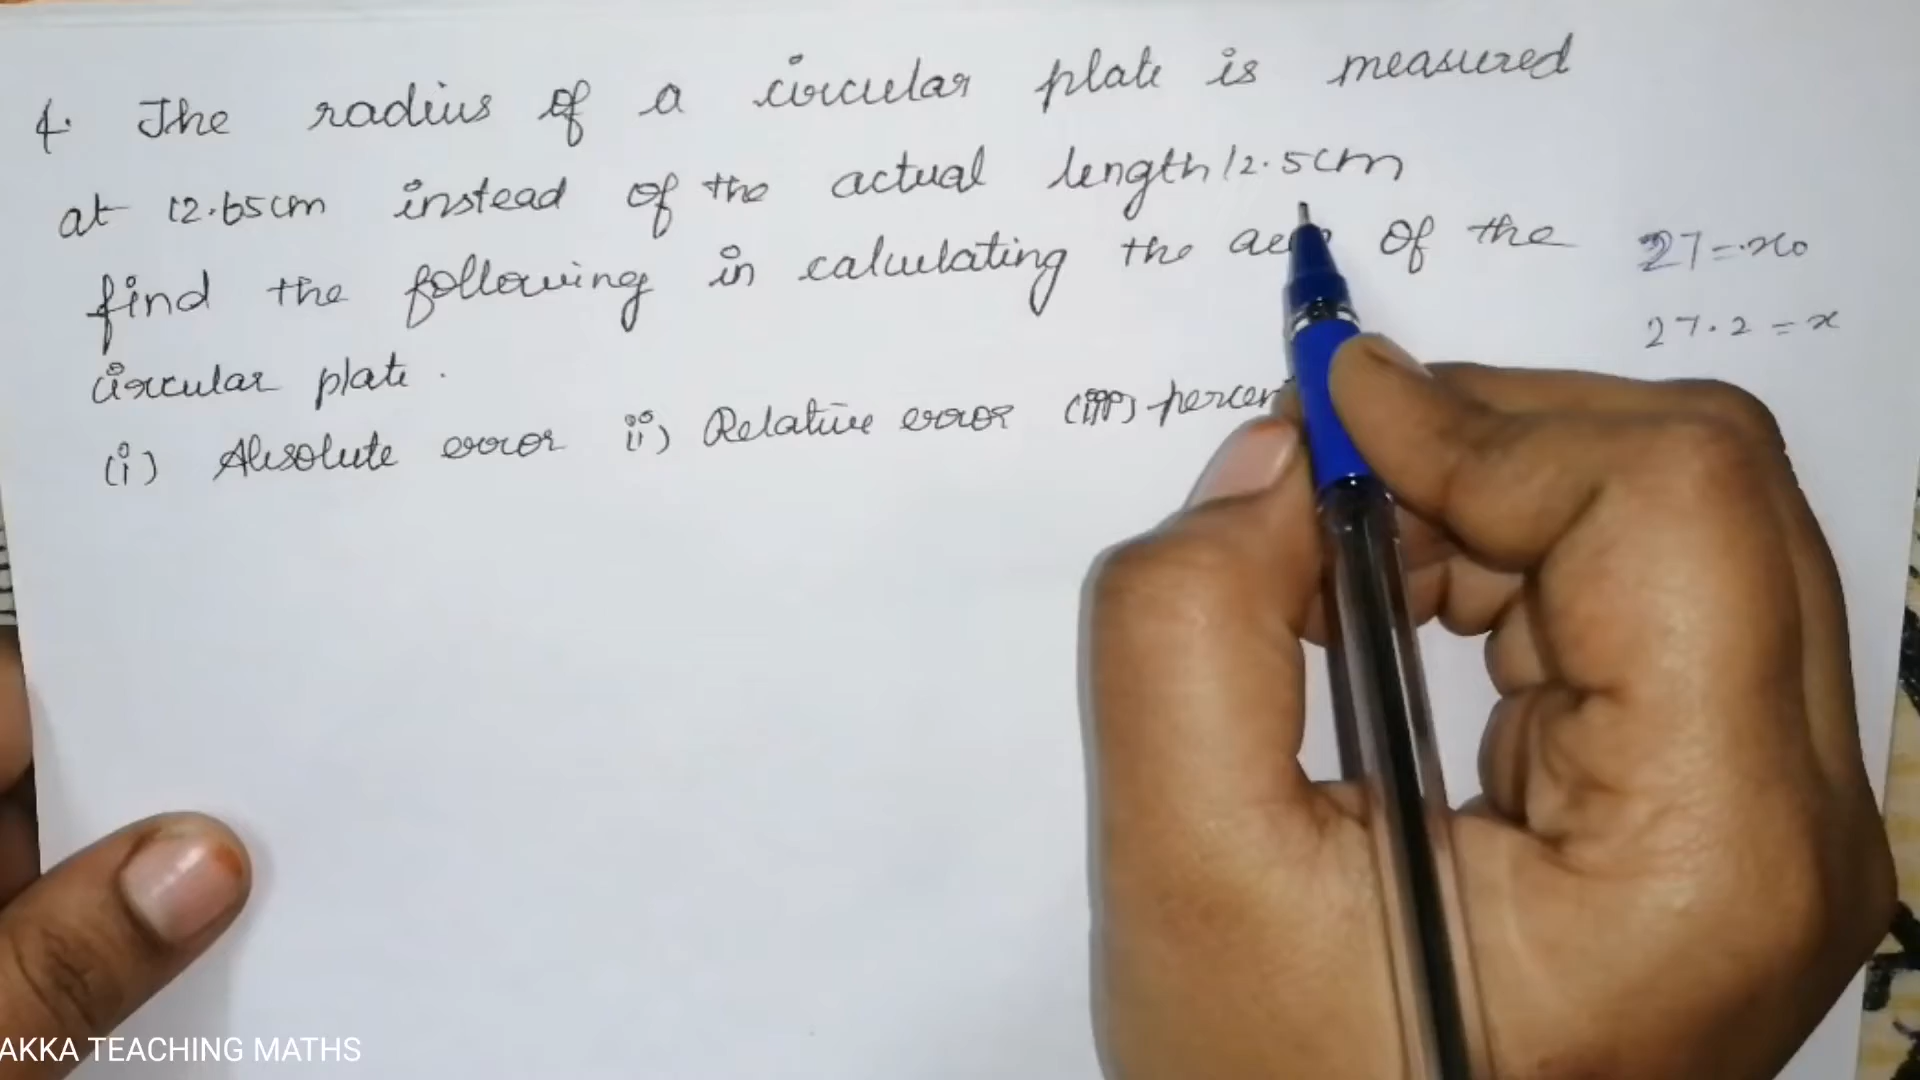 4. The radius of a circular plate is measured
at 12.65cm instead of the actual length 12.5cm
find the following in calculating the of the
circular plate.
(i) Absolute error ii) Relative error (iii) percen
27 = x₀
27.2 = x
AKKA TEACHING MATHS